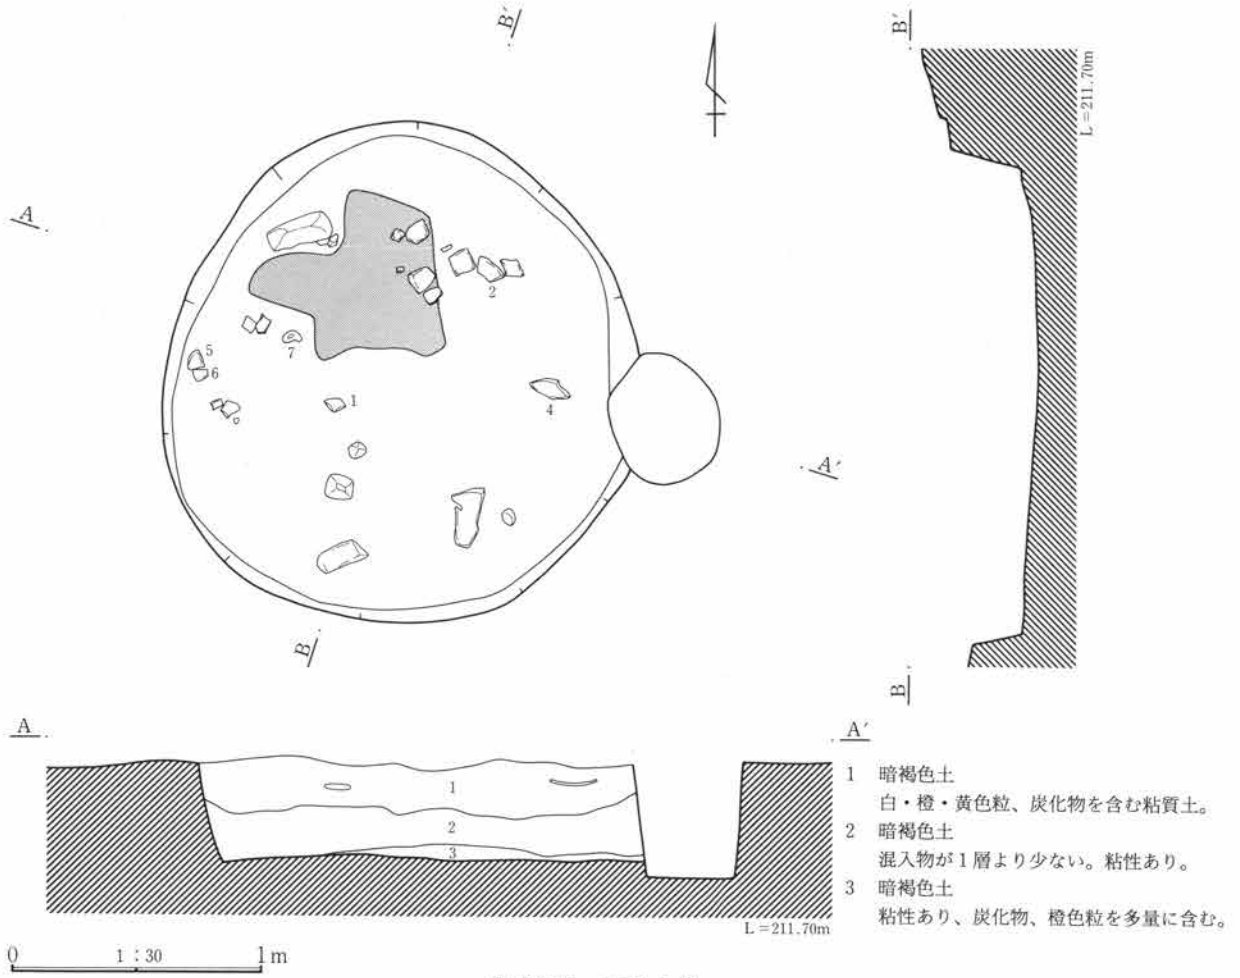 B′
B′
L＝211.70m
A
2
5
6
7
1
4
A′
B
B
A
A′
1
2
3
L＝211.70m
1　暗褐色土
白・橙・黄色粒、炭化物を含む粘質土。
2　暗褐色土
混入物が1層より少ない。粘性あり。
3　暗褐色土
粘性あり、炭化物、橙色粒を多量に含む。
0　1：30　1m